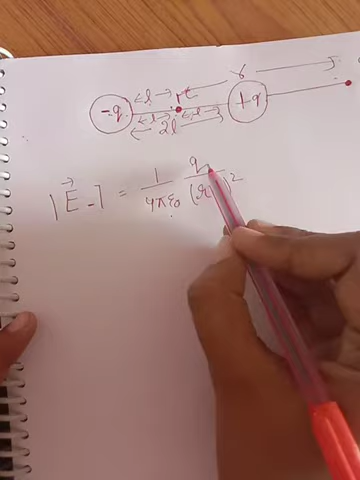 r
l l
-q +q
l l
2l
|E⃗_-| = 1/4πε₀ q/(r )²